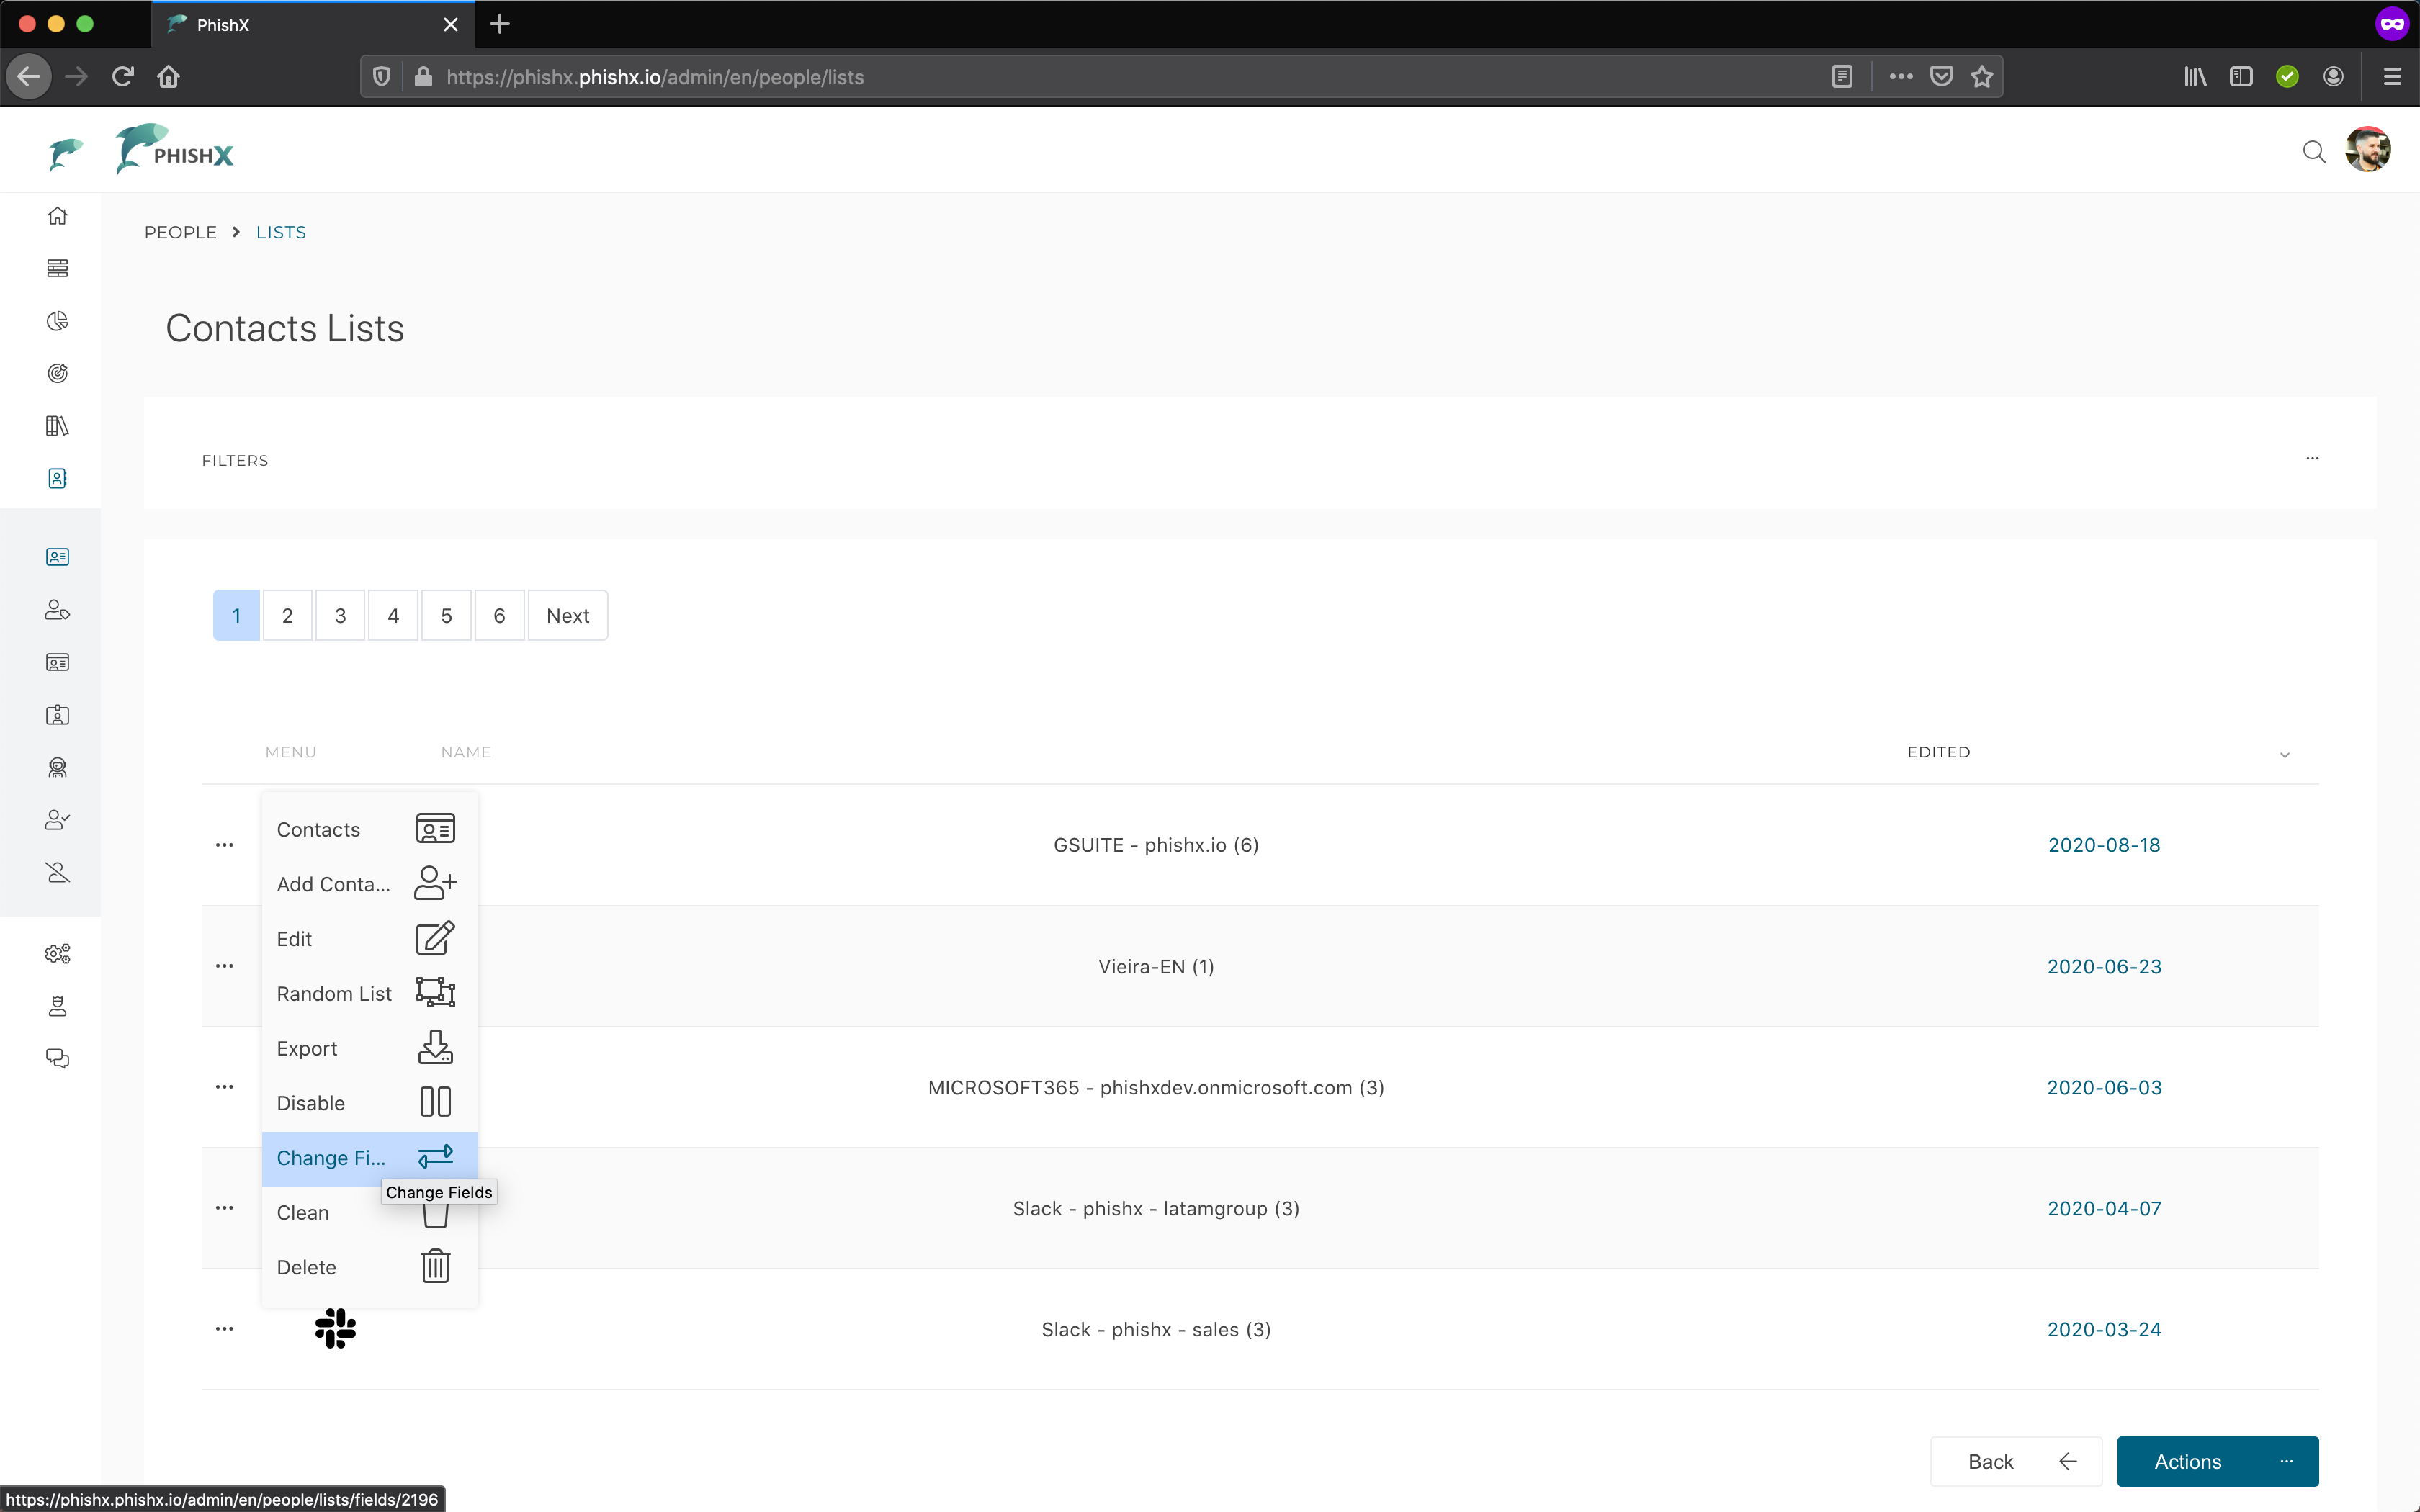 PhishX
https://phishx.phishx.io/admin/en/people/lists
PHISHX
PEOPLE > LISTS
Contacts Lists
FILTERS
...
1 2 3 4 5 6 Next
MENU NAME EDITED
... GSUITE - phishx.io (6) 2020-08-18
... Vieira-EN (1) 2020-06-23
... MICROSOFT365 - phishxdev.onmicrosoft.com (3) 2020-06-03
... Slack - phishx - latamgroup (3) 2020-04-07
... Slack - phishx - sales (3) 2020-03-24
Contacts
Add Conta...
Edit
Random List
Export
Disable
Change Fi...
Change Fields
Clean
Delete
Back
Actions ...
https://phishx.phishx.io/admin/en/people/lists/fields/2196